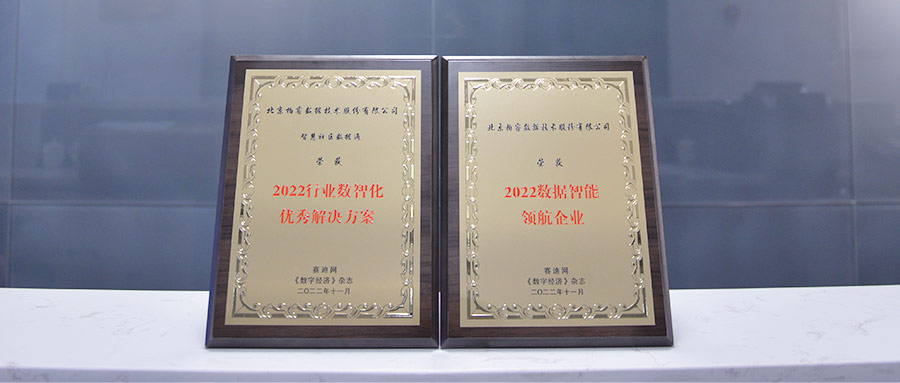 北京柏睿数据技术股份有限公司
智慧社区数据湾
荣获
2022行业数智化
优秀解决方案
赛迪网
《数字经济》杂志
二〇二二年十一月
北京柏睿数据技术股份有限公司
荣获
2022数据智能
领航企业
赛迪网
《数字经济》杂志
二〇二二年十一月